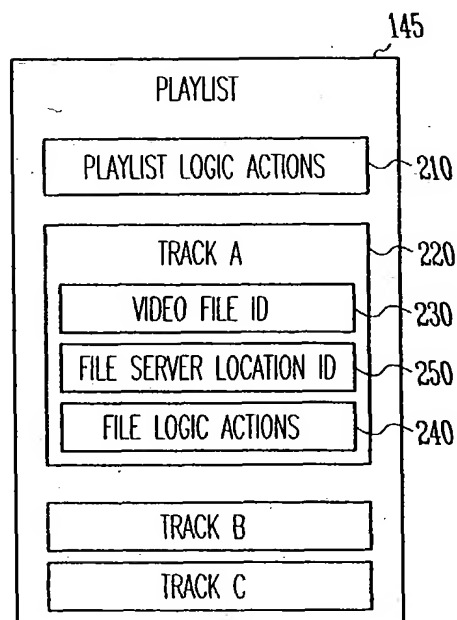 145
PLAYLIST
PLAYLIST LOGIC ACTIONS
210
TRACK A
220
VIDEO FILE ID
230
FILE SERVER LOCATION ID
250
FILE LOGIC ACTIONS
240
TRACK B
TRACK C